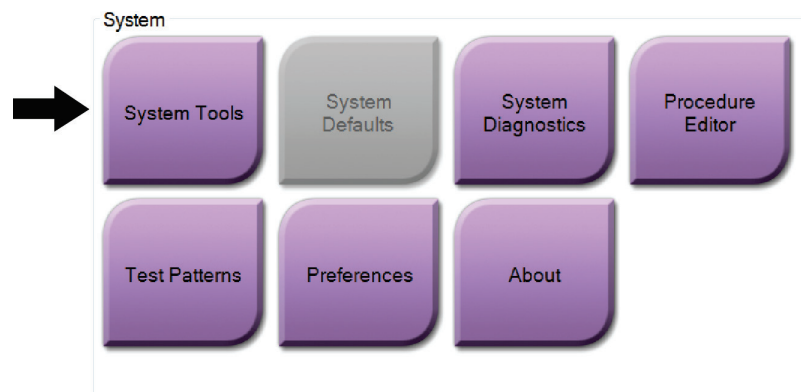 System
System Tools
System
Defaults
System
Diagnostics
Procedure
Editor
Test Patterns
Preferences
About